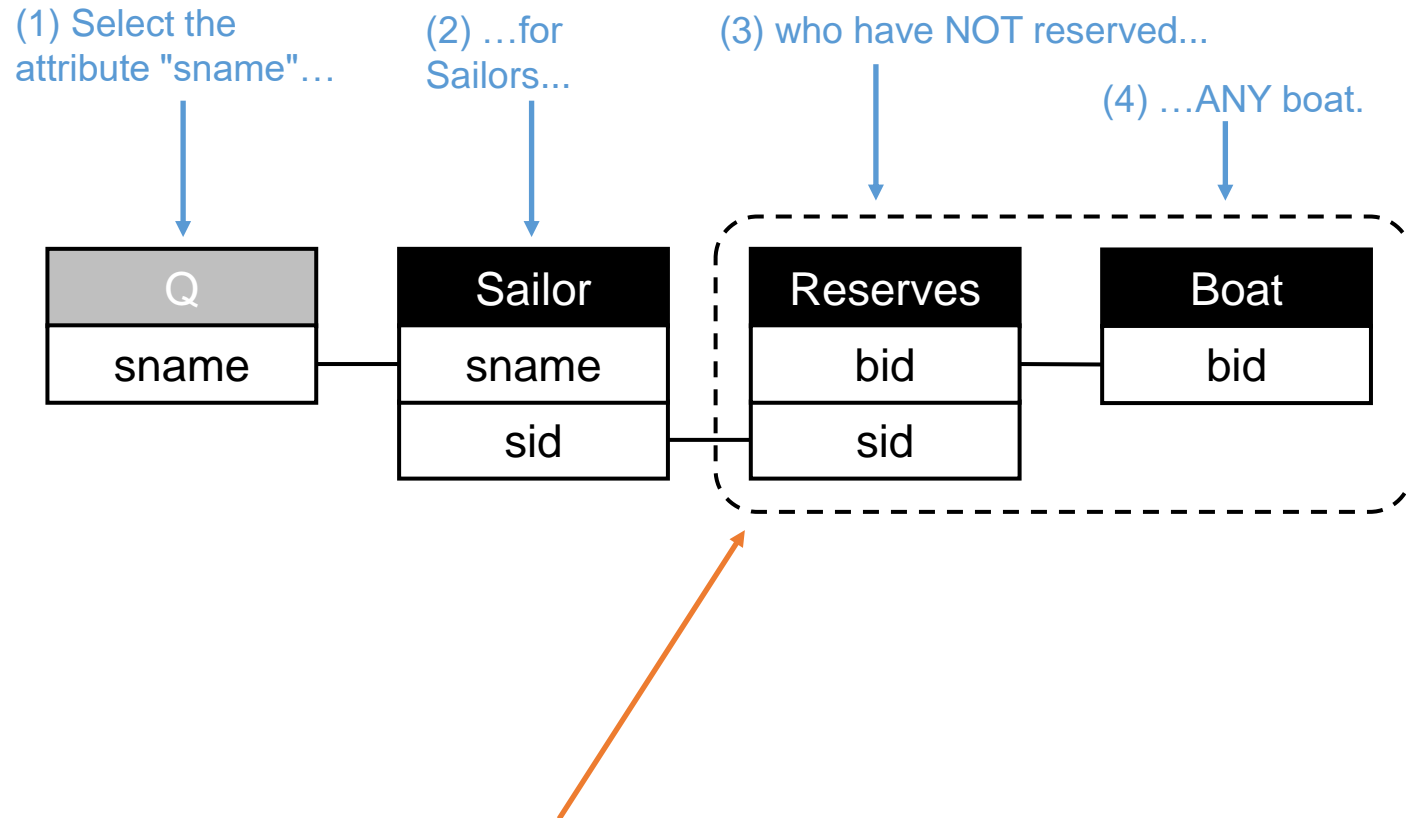 (1) Select the
attribute "sname"…
(2) …for
Sailors...
(3) who have NOT reserved...
(4) …ANY boat.
Q
sname
Sailor
sname
sid
Reserves
bid
sid
Boat
bid